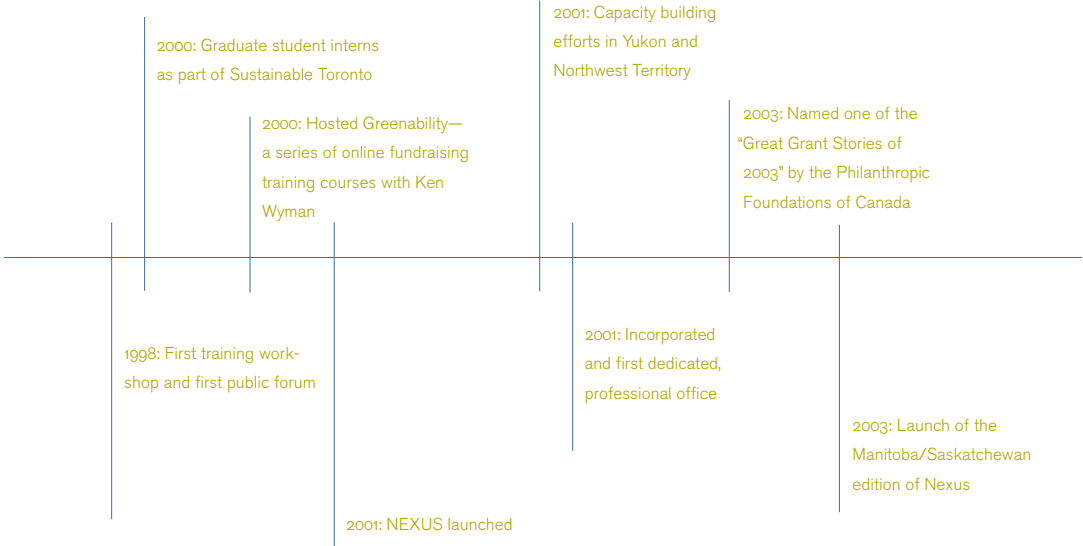 2000: Graduate student interns
as part of Sustainable Toronto
2000: Hosted Greenability—
a series of online fundraising
training courses with Ken
Wyman
2001: Capacity building
efforts in Yukon and
Northwest Territory
2003: Named one of the
“Great Grant Stories of
2003” by the Philanthropic
Foundations of Canada
1998: First training work-
shop and first public forum
2001: NEXUS launched
2001: Incorporated
and first dedicated,
professional office
2003: Launch of the
Manitoba/Saskatchewan
edition of Nexus